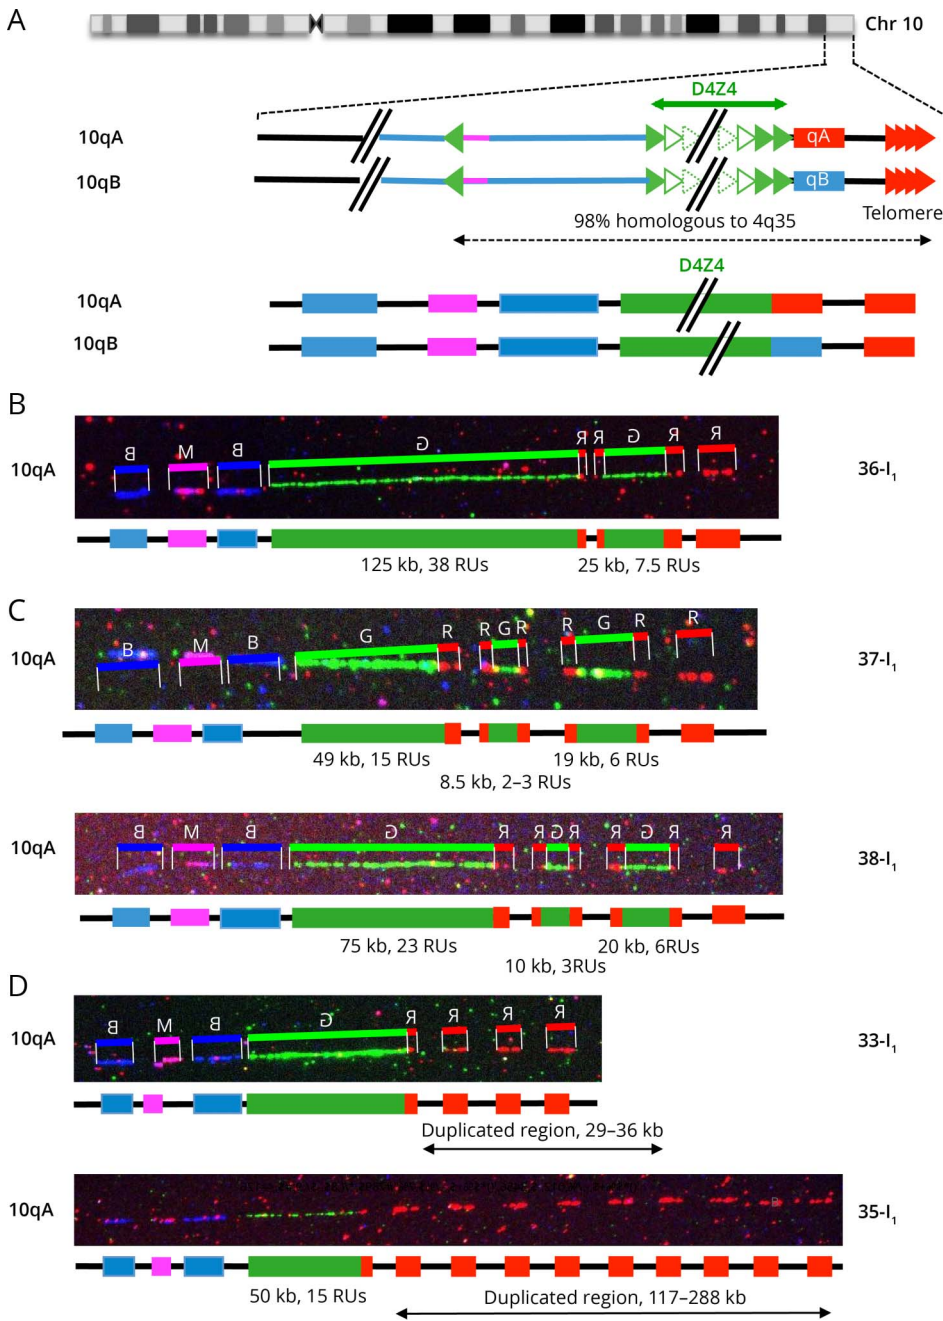 A
Chr 10
D4Z4
10qA
qA
10qB
qB
Telomere
98% homologous to 4q35
D4Z4
10qA
10qB
B
10qA
B M B G R R G R R
36-I1
125 kb, 38 RUs
25 kb, 7.5 RUs
C
10qA
B M B G R R G R R G R R
37-I1
49 kb, 15 RUs
19 kb, 6 RUs
8.5 kb, 2–3 RUs
10qA
B M B G R R G R R G R R
38-I1
75 kb, 23 RUs
20 kb, 6RUs
10 kb, 3RUs
D
10qA
B M B G R R R R
33-I1
Duplicated region, 29–36 kb
10qA
B
35-I1
50 kb, 15 RUs
Duplicated region, 117–288 kb